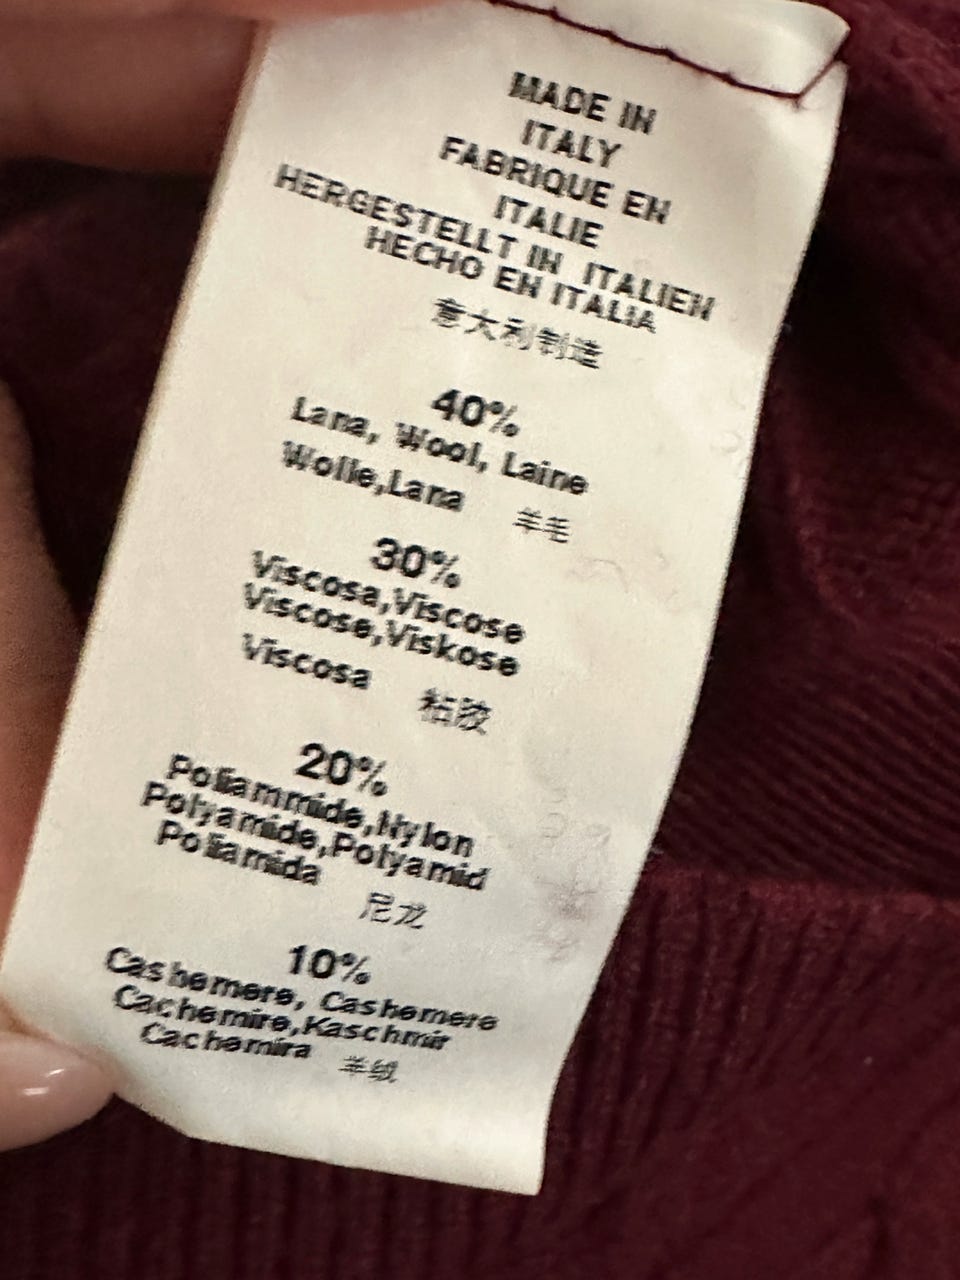 MADE IN
ITALY
FABRIQUE EN
ITALIE
HERGESTELLT IN ITALIEN
HECHO EN ITALIA
意大利制造
40%
Lana, Wool, Laine
Wolle,Lana 羊毛
30%
Viscosa,Viscose
Viscose,Viskose
Viscosa 粘胶
20%
Poliammide,Nylon
Polyamide,Polyamid
Poliamida 尼龙
10%
Cashemere, Cashemere
Cachemire,Kaschmir
Cachemira 羊绒